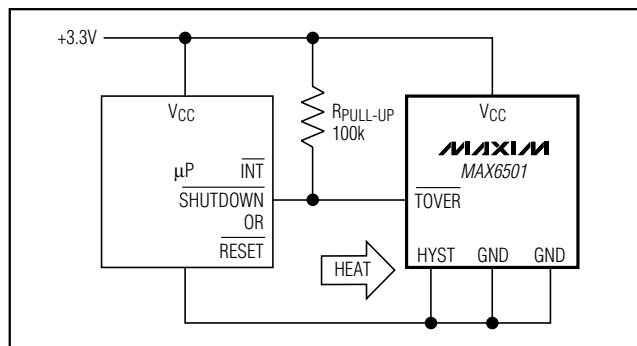 +3.3V
VCC
μP
INT
SHUTDOWN
OR
RESET
RPULL-UP
100k
VCC
MAXIM
MAX6501
TOVER
HEAT
HYST
GND
GND